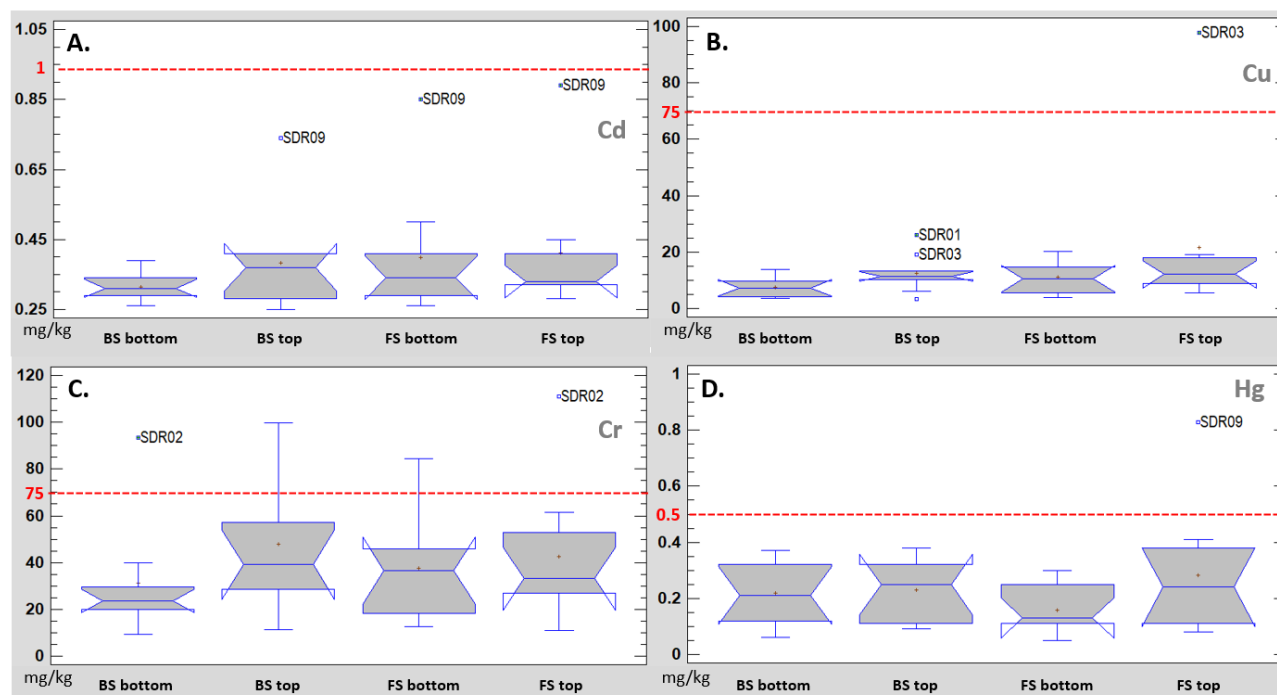 A.
Cd
1.05
1
0.85
0.65
0.45
0.25
mg/kg
SDR09
SDR09
SDR09
BS bottom BS top FS bottom FS top
B.
Cu
100
80
75
60
40
20
0
mg/kg
SDR03
SDR01
SDR03
BS bottom BS top FS bottom FS top
C.
Cr
120
100
80
75
60
40
20
0
mg/kg
SDR02
SDR02
BS bottom BS top FS bottom FS top
D.
Hg
1
0.8
0.6
0.5
0.4
0.2
0
mg/kg
SDR09
BS bottom BS top FS bottom FS top